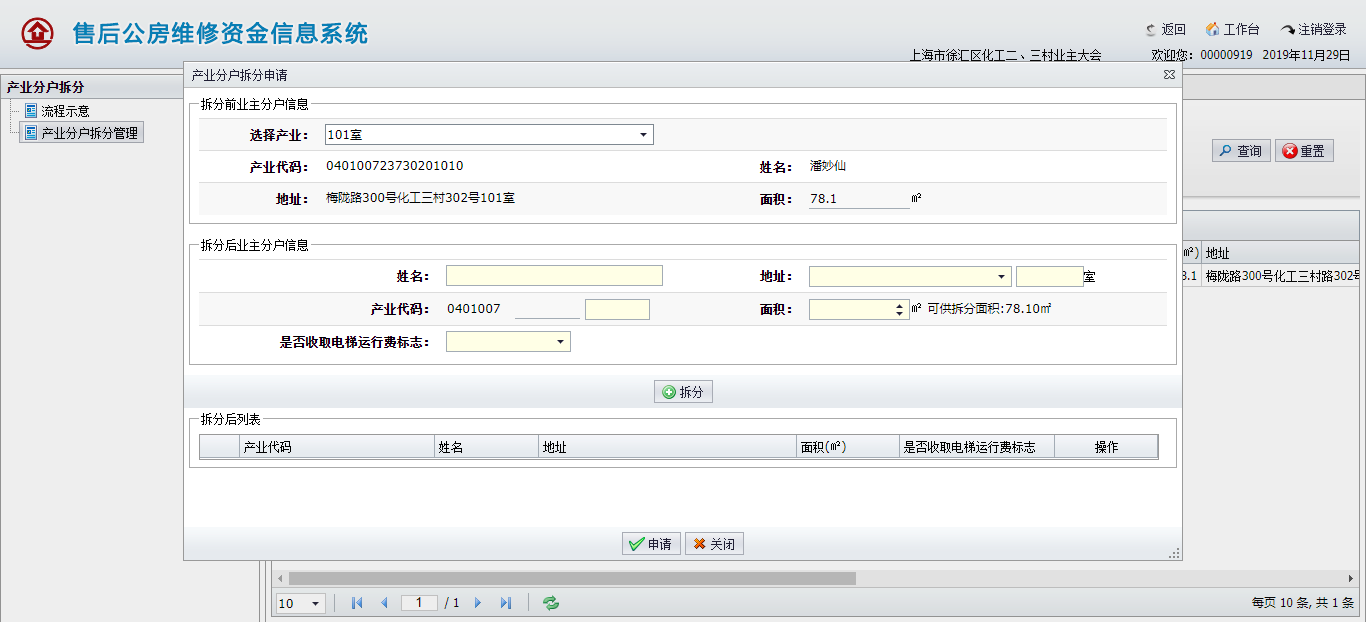 售后公房维修资金信息系统
返回 工作台 注销登录
上海市徐汇区化工二、三村业主大会 欢迎您: 00000919 2019年11月29日
产业分户拆分
流程示意
产业分户拆分管理
产业分户拆分申请
拆分前业主分户信息
选择产业: 101室
产业代码: 040100723730201010 姓名: 潘妙仙
地址: 梅陇路300号化工三村302号101室 面积: 78.1 ㎡
拆分后业主分户信息
姓名: 地址: 室
产业代码: 0401007 面积: ㎡ 可供拆分面积:78.10㎡
是否收取电梯运行费标志:
拆分
拆分后列表
产业代码 姓名 地址 面积(㎡) 是否收取电梯运行费标志 操作
申请 关闭
查询 重置
㎡) 地址
8.1 梅陇路300号化工三村路302号
10 1 / 1 每页 10 条, 共 1 条